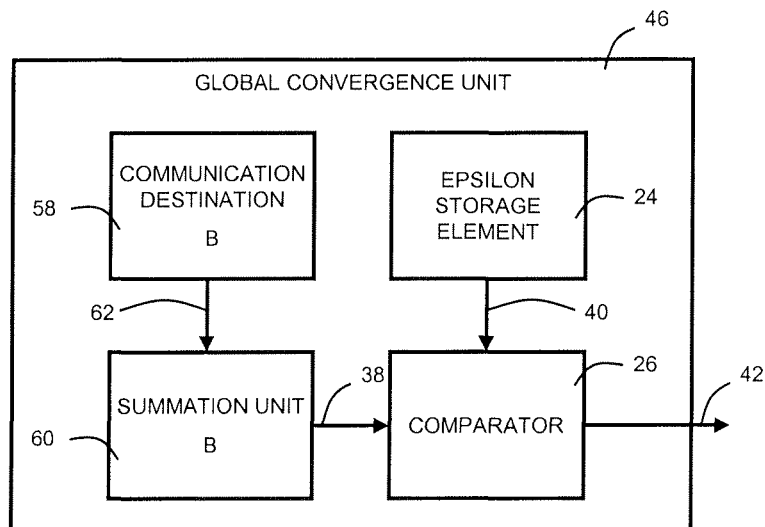 46
GLOBAL CONVERGENCE UNIT
COMMUNICATION
DESTINATION
B
58
EPSILON
STORAGE
ELEMENT
24
62
40
SUMMATION UNIT
B
60
38
COMPARATOR
26
42